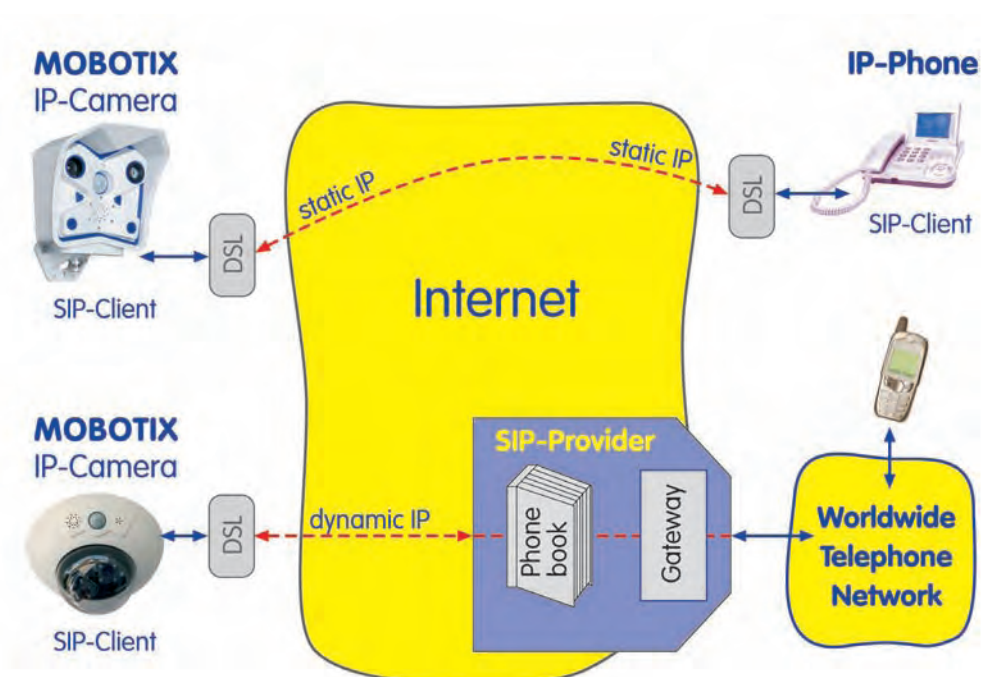 MOBOTIX
IP-Camera
IP-Phone
static IP
static IP
DSL
DSL
SIP-Client
SIP-Client
Internet
MOBOTIX
IP-Camera
SIP-Provider
DSL
dynamic IP
Phone
book
Gateway
Worldwide
Telephone
Network
SIP-Client